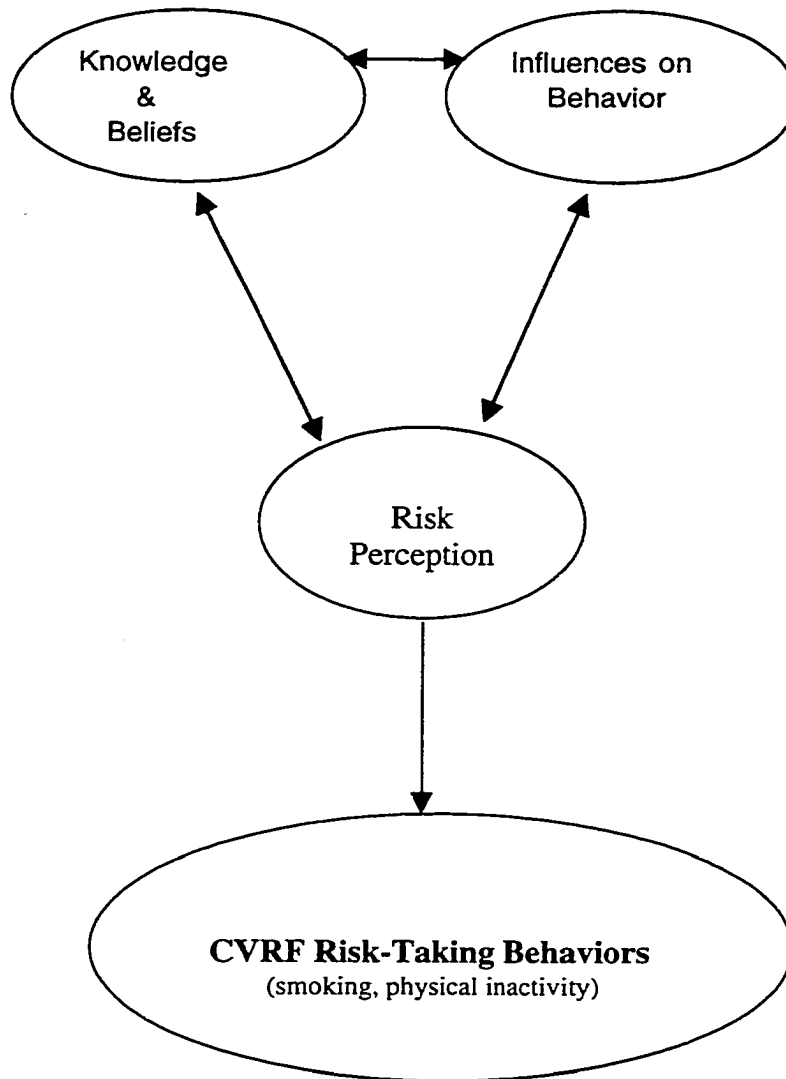 Knowledge
&
Beliefs
Influences on
Behavior
Risk
Perception
CVRF Risk-Taking Behaviors
(smoking, physical inactivity)